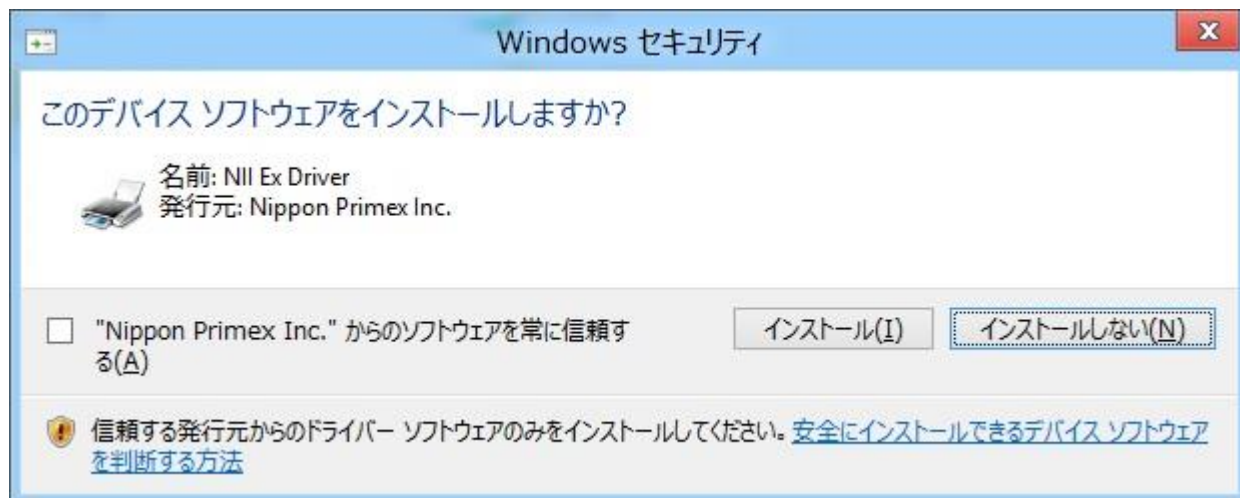 Windows セキュリティ
このデバイス ソフトウェアをインストールしますか?
名前: NII Ex Driver
発行元: Nippon Primex Inc.
"Nippon Primex Inc." からのソフトウェアを常に信頼す
る(A)
インストール(I)
インストールしない(N)
信頼する発行元からのドライバー ソフトウェアのみをインストールしてください。安全にインストールできるデバイス ソフトウェア
を判断する方法